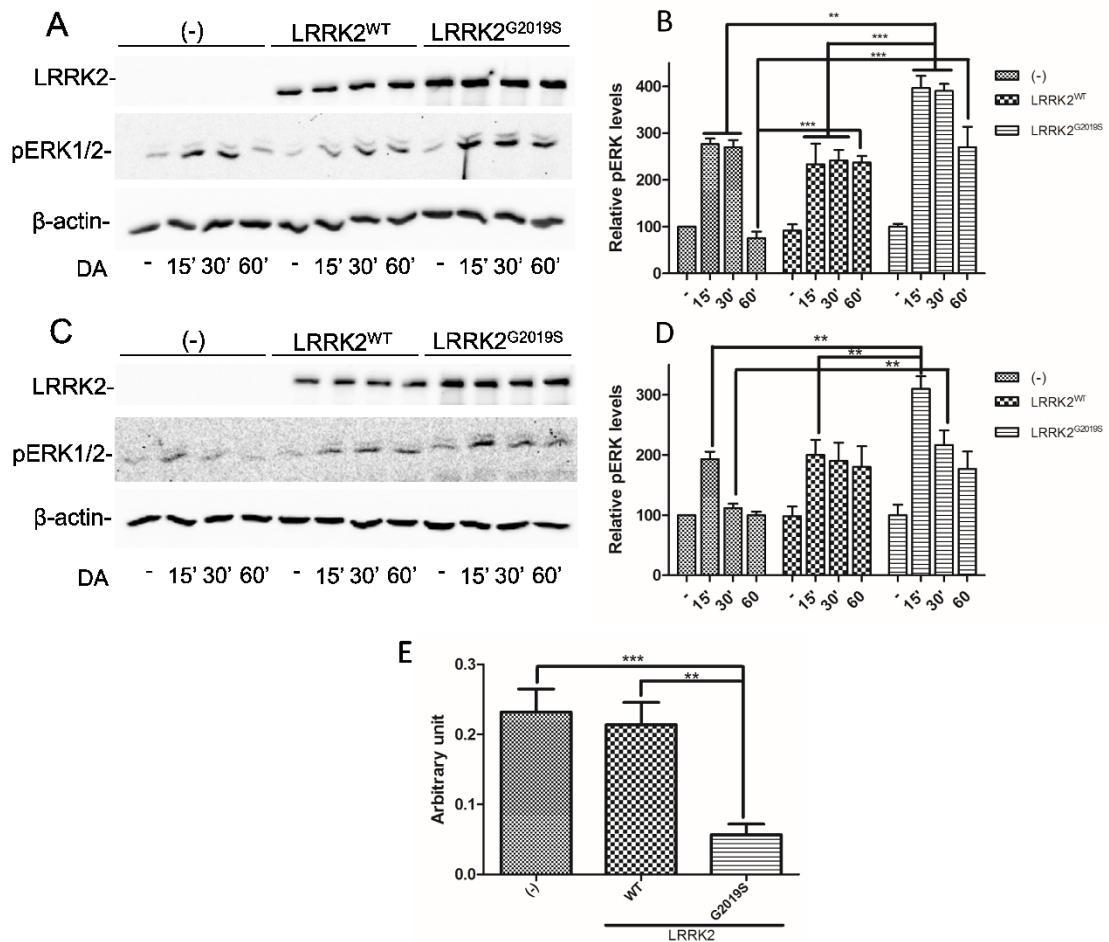 A
(-) LRRK2WT LRRK2G2019S
LRRK2-
pERK1/2-
β-actin-
DA - 15' 30' 60' - 15' 30' 60' - 15' 30' 60'
B
**
***
***
***
Relative pERK levels
400
300
200
100
0
- 15' 30' 60' - 15' 30' 60' - 15' 30' 60'
(-)
LRRK2WT
LRRK2G2019S
C
(-) LRRK2WT LRRK2G2019S
LRRK2-
pERK1/2-
β-actin-
DA - 15' 30' 60' - 15' 30' 60' - 15' 30' 60'
D
**
**
**
Relative pERK levels
300
200
100
0
- 15' 30' 60 - 15' 30' 60 - 15' 30' 60
(-)
LRRK2WT
LRRK2G2019S
E
***
**
Arbitrary unit
0.3
0.2
0.1
0.0
(-) WT G2019S
LRRK2